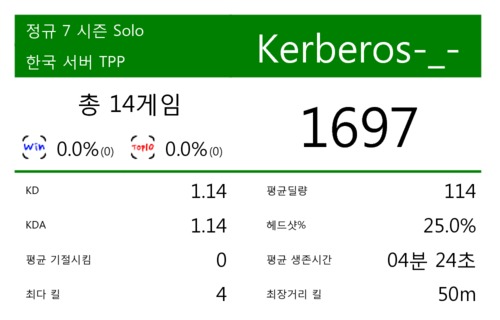 정규 7 시즌 Solo
한국 서버 TPP
Kerberos-_-
총 14게임
1697
Win 0.0%(0) Top10 0.0%(0)
KD 1.14
평균딜량 114
KDA 1.14
헤드샷% 25.0%
평균 기절시킴 0
평균 생존시간 04분 24초
최다 킬 4
최장거리 킬 50m